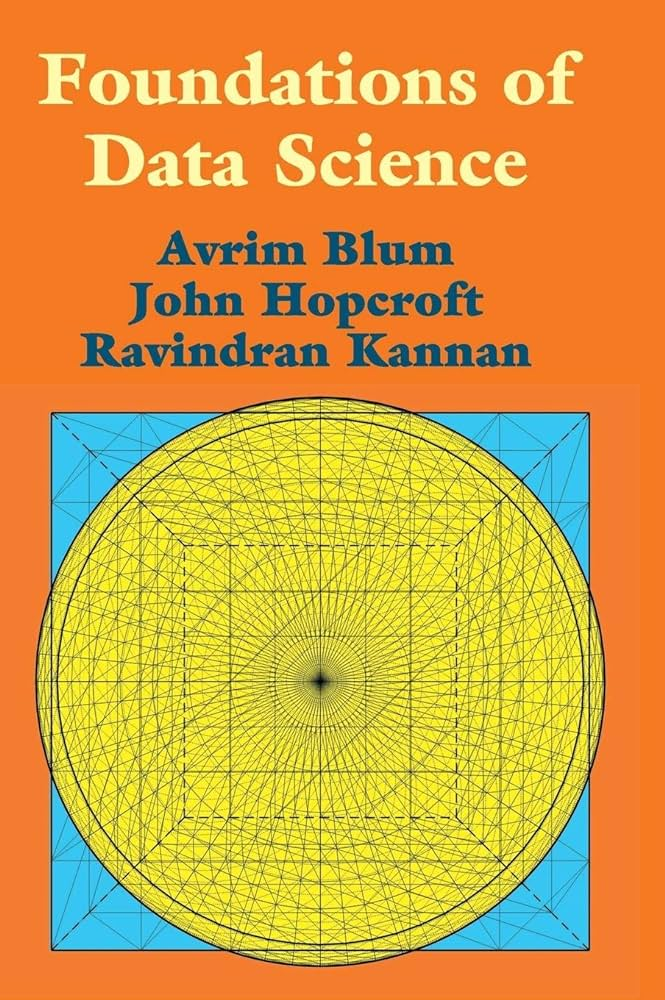 Foundations of
Data Science
Avrim Blum
John Hopcroft
Ravindran Kannan